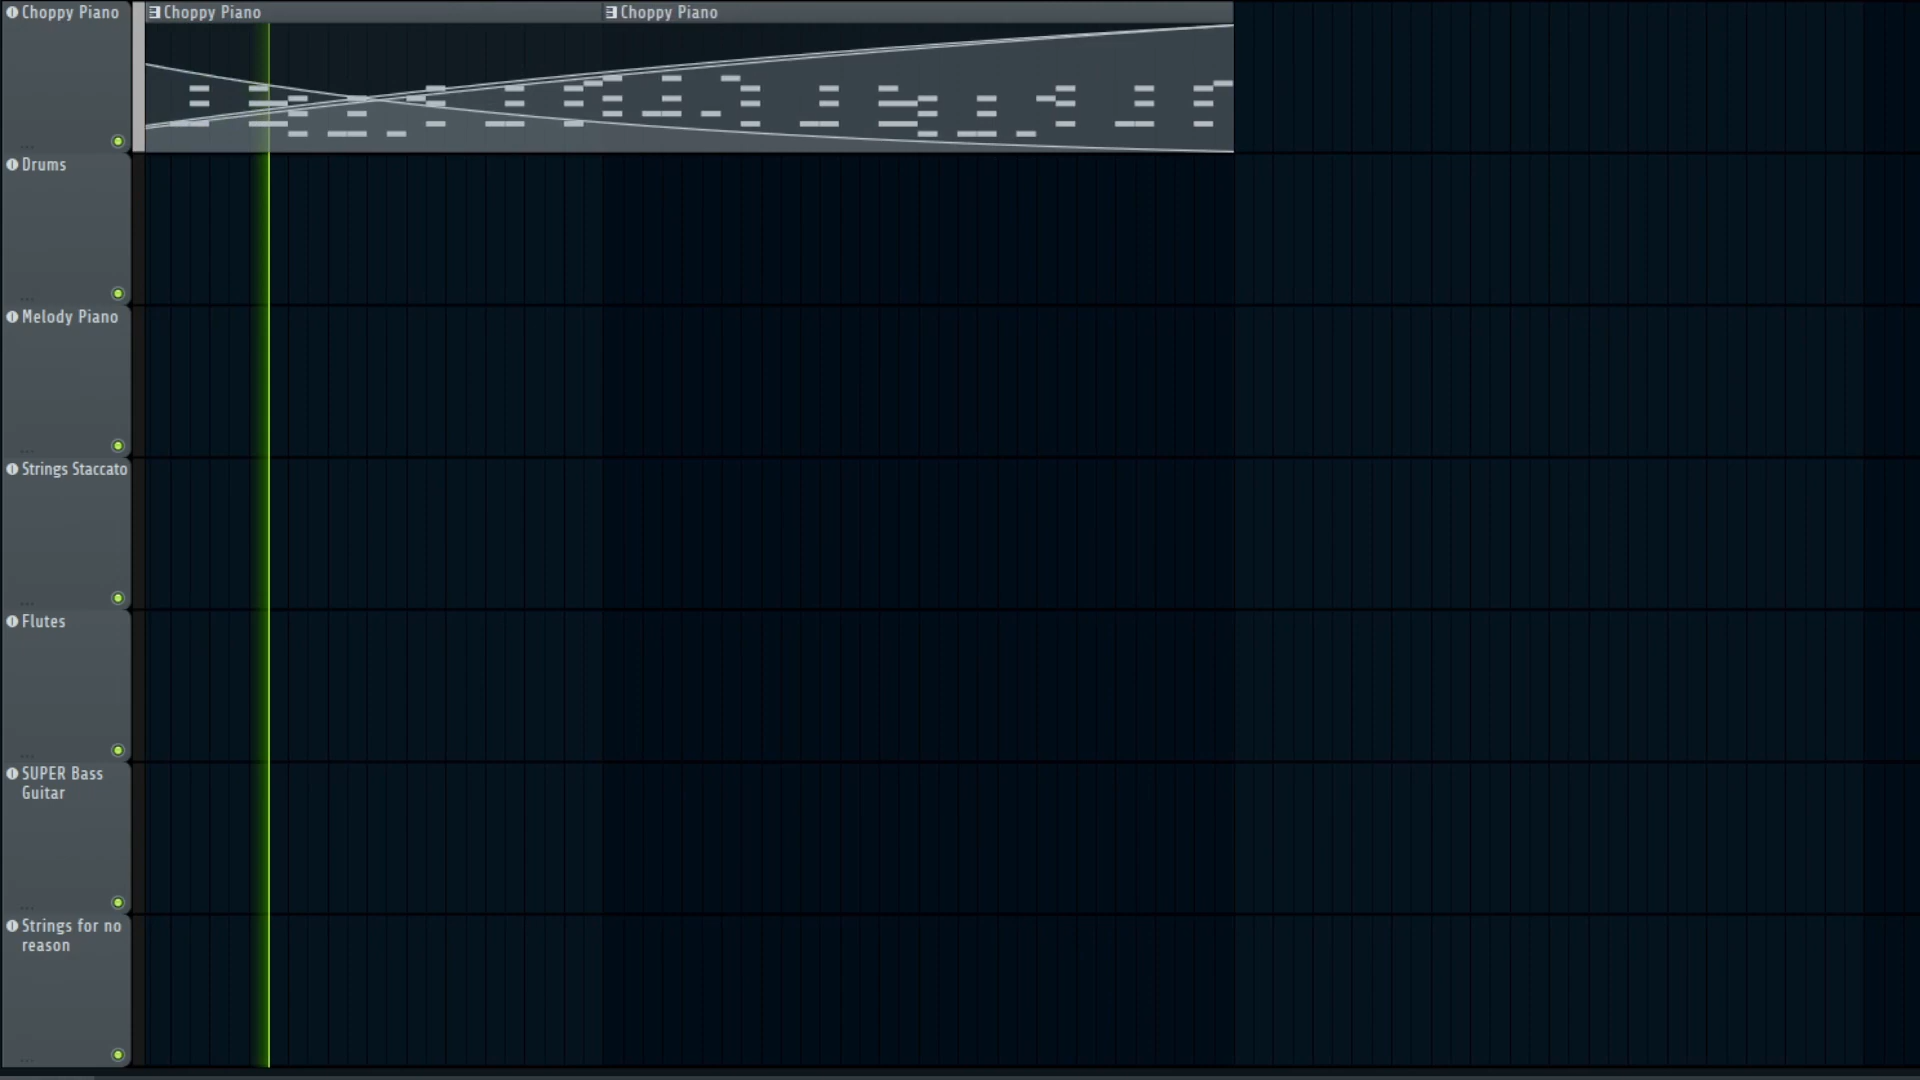 Choppy Piano
Choppy Piano
Choppy Piano
...
Drums
...
Melody Piano
...
Strings Staccato
...
Flutes
...
SUPER Bass
Guitar
...
Strings for no
reason
...